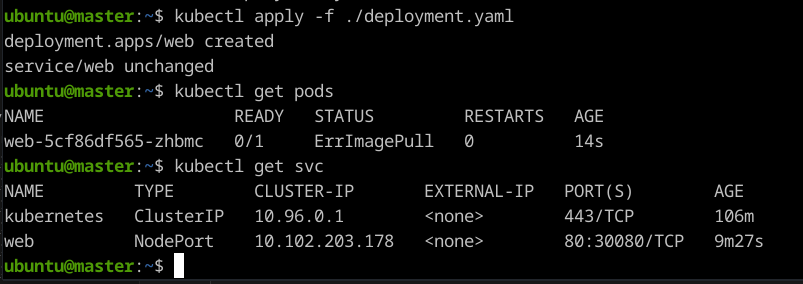 ubuntu@master:~$ kubectl apply -f ./deployment.yaml
deployment.apps/web created
service/web unchanged
ubuntu@master:~$ kubectl get pods
NAME READY STATUS RESTARTS AGE
web-5cf86df565-zhbmc 0/1 ErrImagePull 0 14s
ubuntu@master:~$ kubectl get svc
NAME TYPE CLUSTER-IP EXTERNAL-IP PORT(S) AGE
kubernetes ClusterIP 10.96.0.1 <none> 443/TCP 106m
web NodePort 10.102.203.178 <none> 80:30080/TCP 9m27s
ubuntu@master:~$